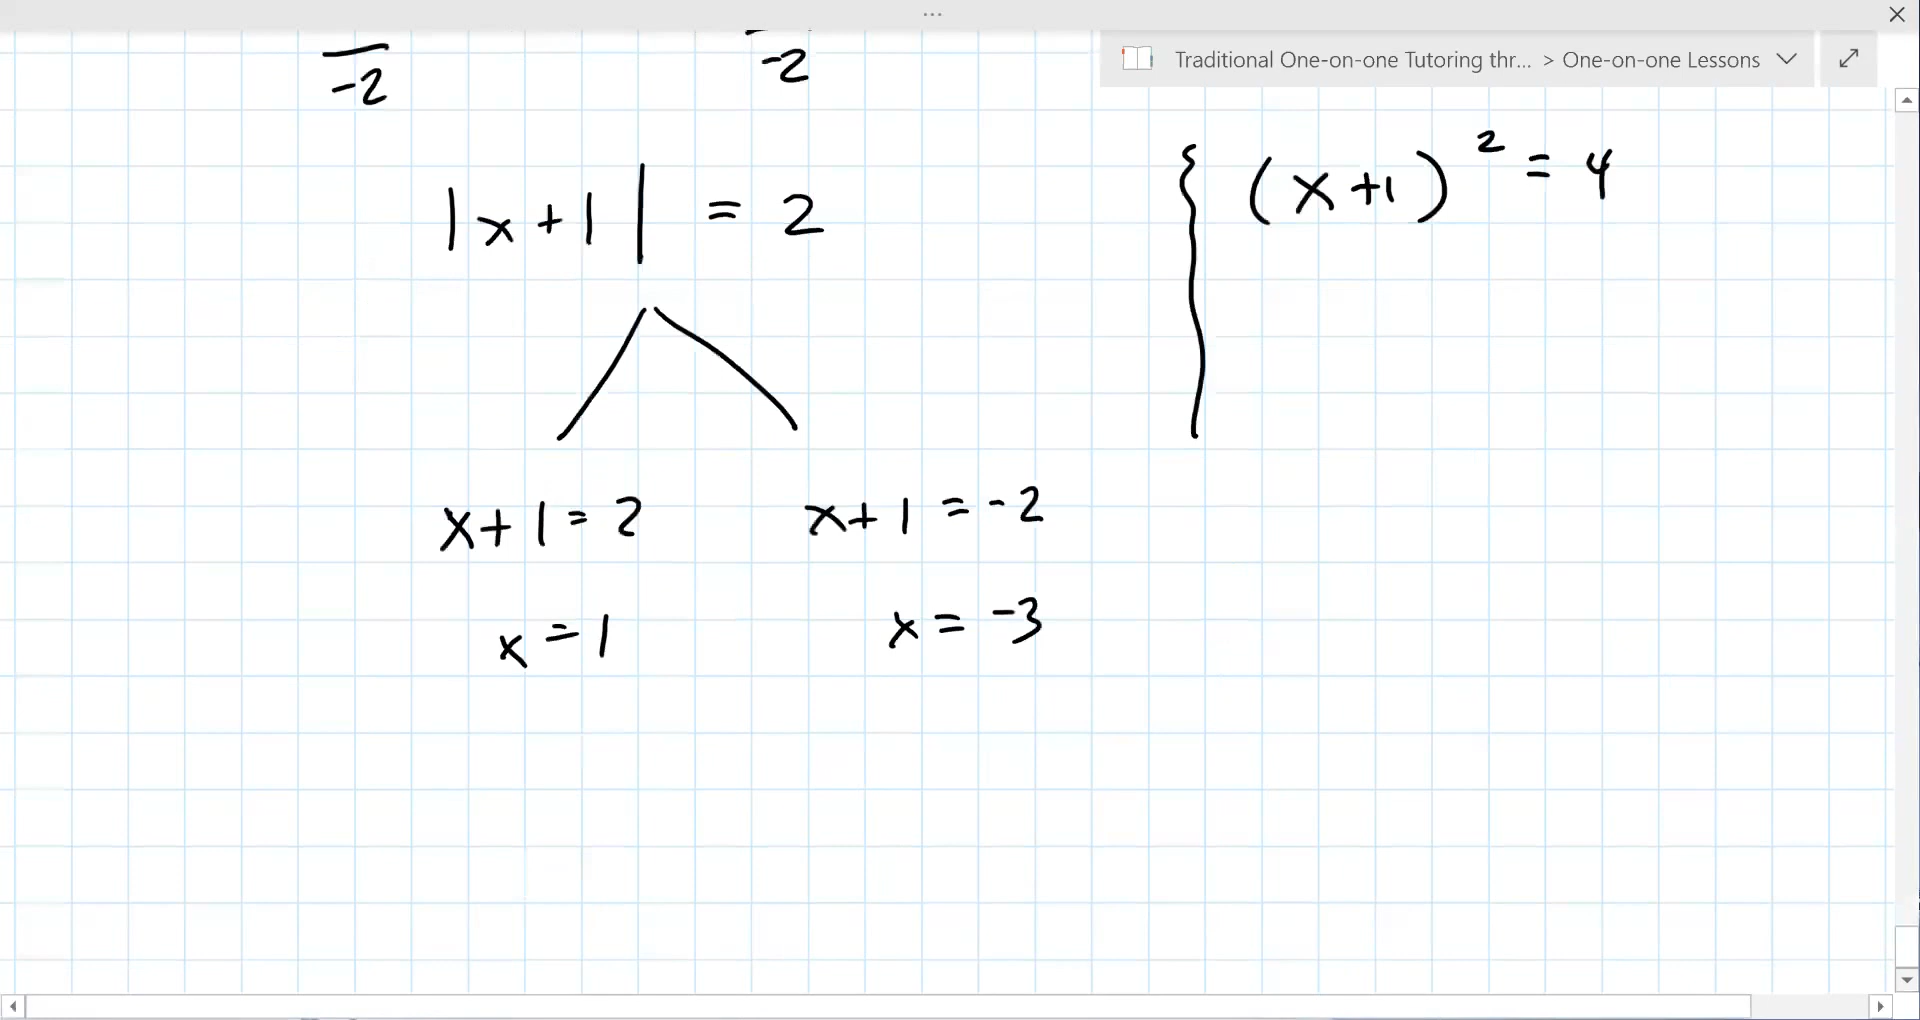 ...
Traditional One-on-one Tutoring thr... > One-on-one Lessons
-2
-2
|x+1| = 2
(x+1)² = 4
x+1=2
x+1=-2
x=1
x=-3